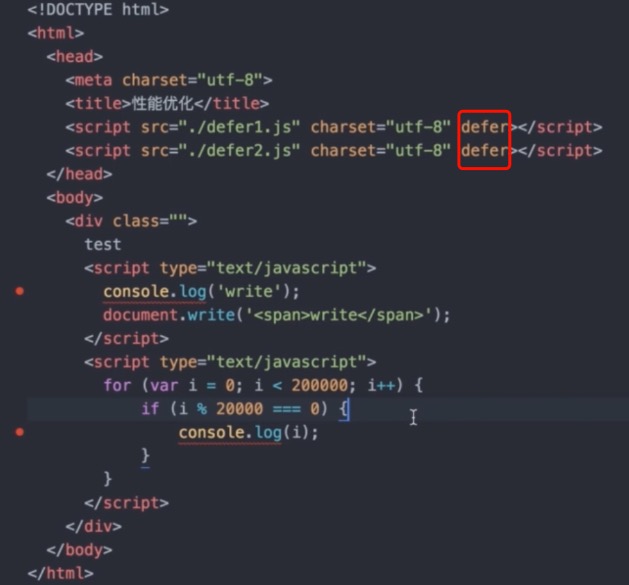 <!DOCTYPE html>
<html>
<head>
<meta charset="utf-8">
<title>性能优化</title>
<script src="./defer1.js" charset="utf-8" defer></script>
<script src="./defer2.js" charset="utf-8" defer></script>
</head>
<body>
<div class="">
test
<script type="text/javascript">
console.log('write');
document.write('<span>write</span>');
</script>
<script type="text/javascript">
for (var i = 0; i < 200000; i++) {
if (i % 20000 === 0) {
console.log(i);
}
}
</script>
</div>
</body>
</html>